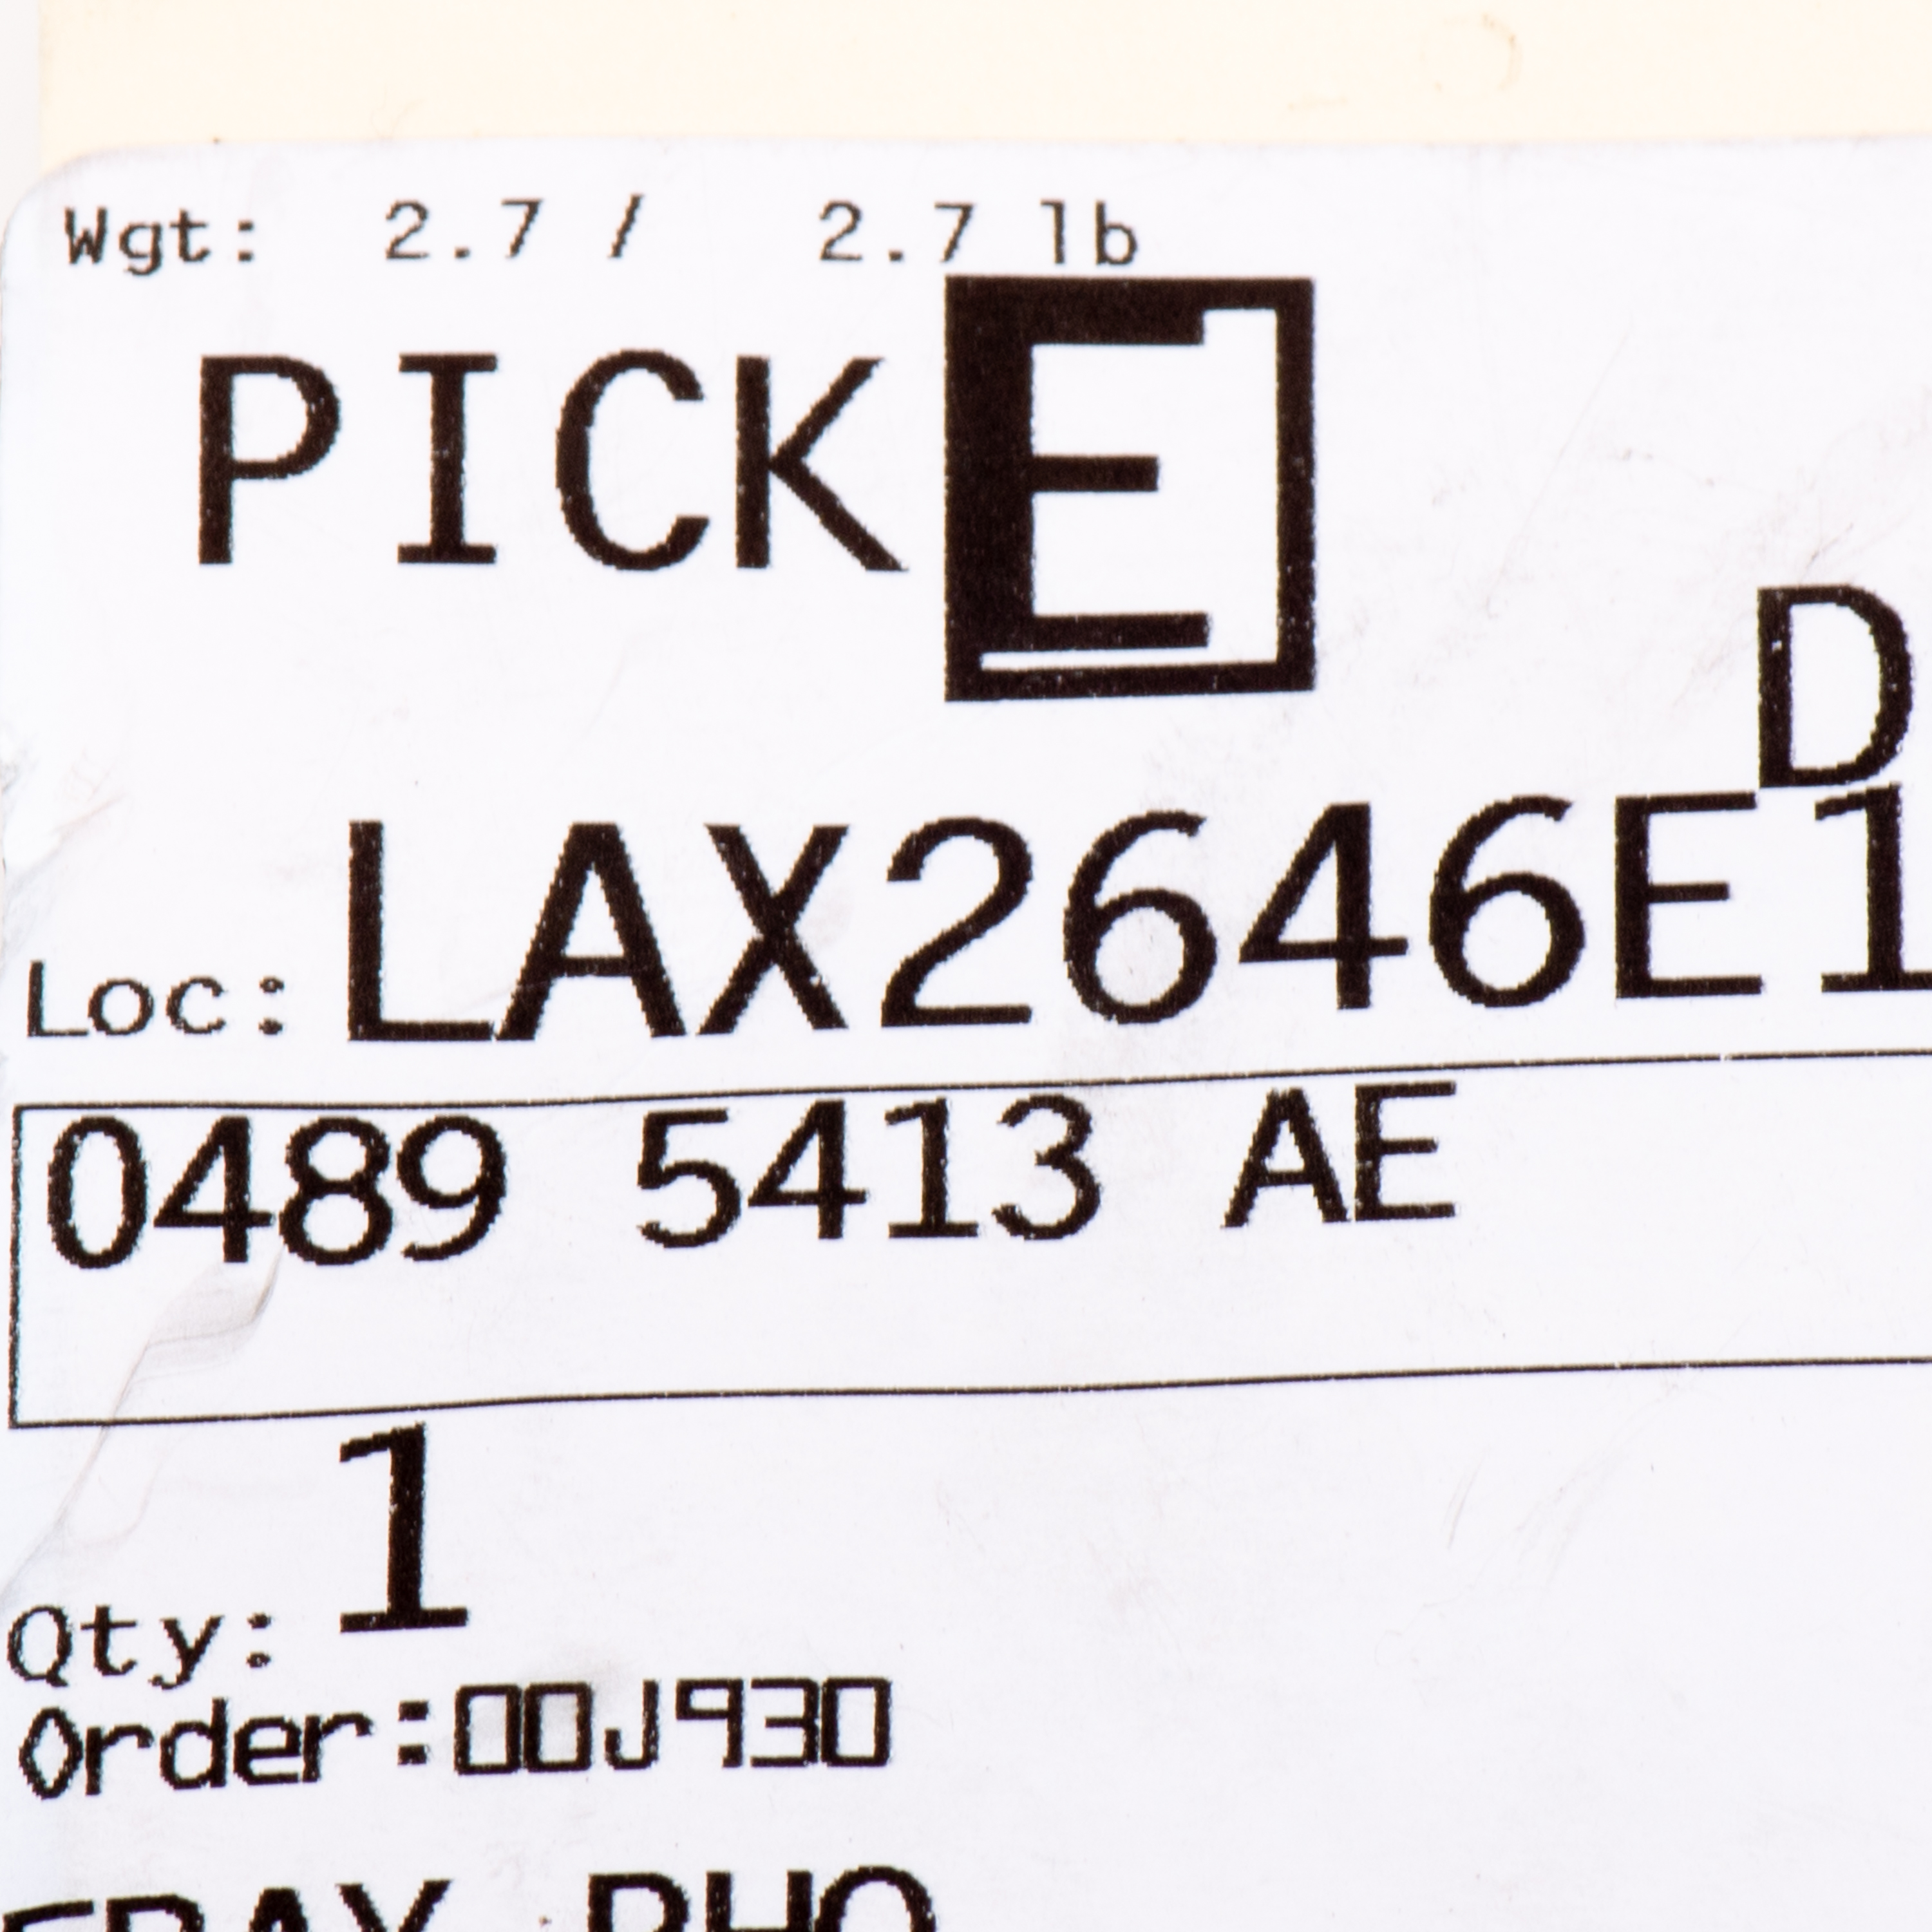 Wgt: 2.7 / 2.7 lb
PICK E
D
Loc: LAX2646E1
0489 5413 AE
Qty: 1
Order:00J930